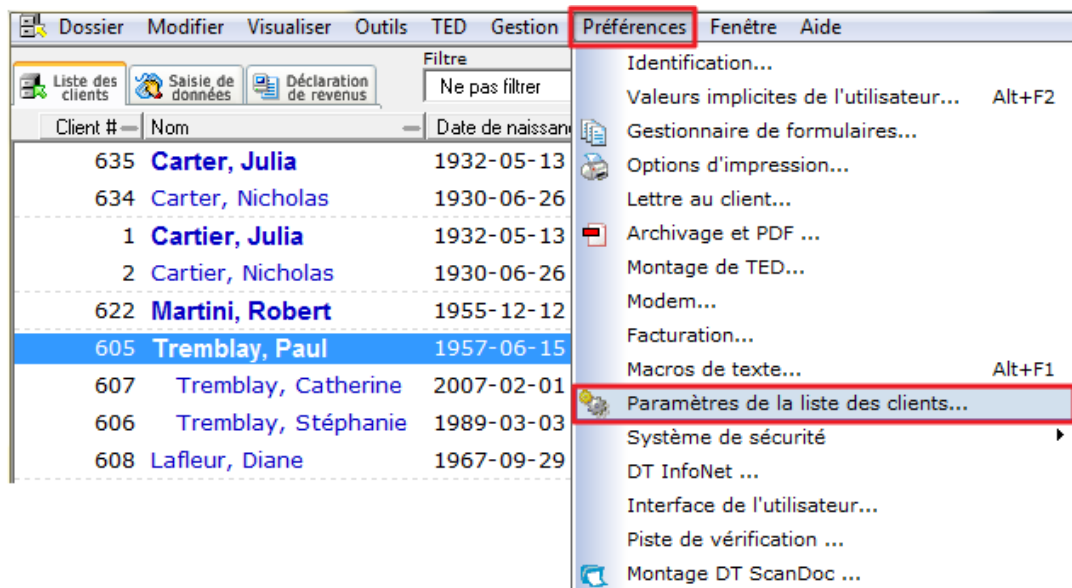 Dossier Modifier Visualiser Outils TED Gestion Préférences Fenêtre Aide
Liste des clients
Saisie de données
Déclaration de revenus
Filtre
Ne pas filtrer
Client # Nom Date de naissan
635 Carter, Julia 1932-05-13
634 Carter, Nicholas 1930-06-26
1 Cartier, Julia 1932-05-13
2 Cartier, Nicholas 1930-06-26
622 Martini, Robert 1955-12-12
605 Tremblay, Paul 1957-06-15
607 Tremblay, Catherine 2007-02-01
606 Tremblay, Stéphanie 1989-03-03
608 Lafleur, Diane 1967-09-29
Identification...
Valeurs implicites de l'utilisateur... Alt+F2
Gestionnaire de formulaires...
Options d'impression...
Lettre au client...
Archivage et PDF ...
Montage de TED...
Modem...
Facturation...
Macros de texte... Alt+F1
Paramètres de la liste des clients...
Système de sécurité
DT InfoNet ...
Interface de l'utilisateur...
Piste de vérification ...
Montage DT ScanDoc ...